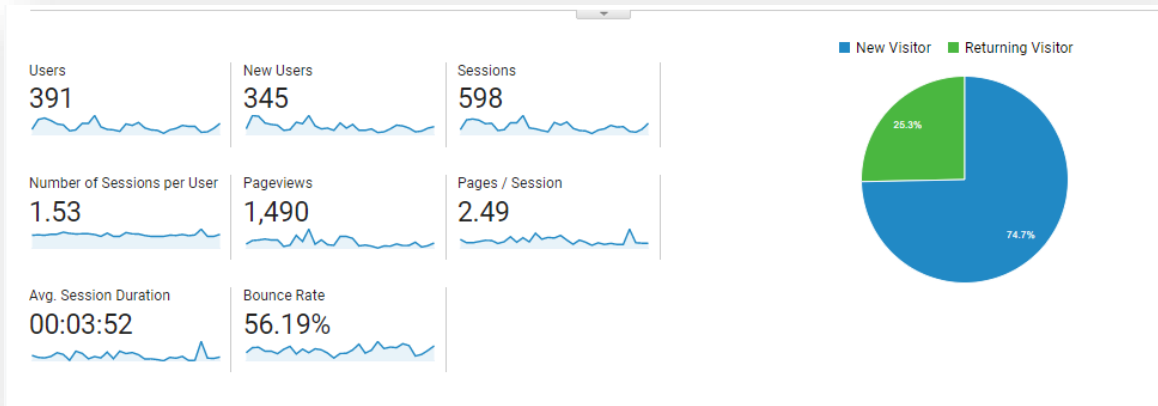 New Visitor Returning Visitor
Users New Users Sessions
391 345 598
Number of Sessions per User Pageviews Pages / Session
1.53 1,490 2.49
Avg. Session Duration Bounce Rate
00:03:52 56.19%
25.3%
74.7%